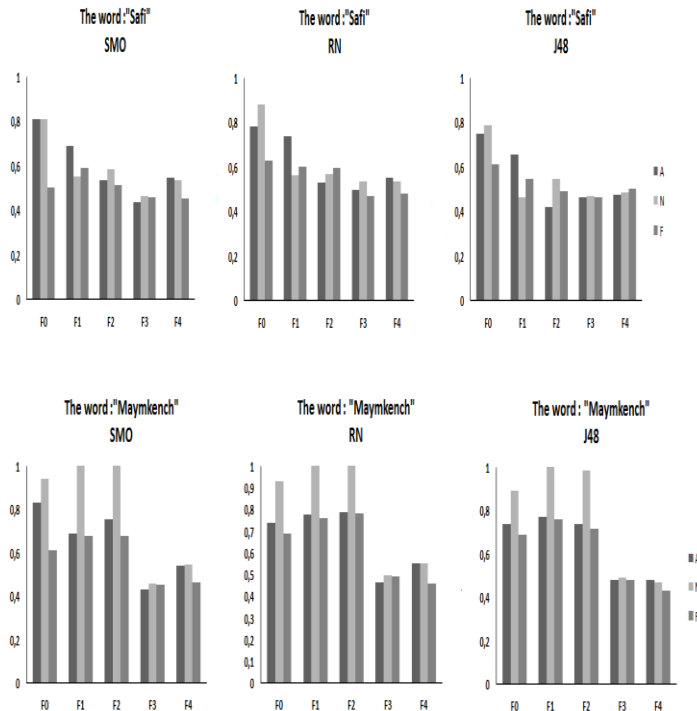 The word :"Safi"
SMO
1
0,8
0,6
0,4
0,2
0
F0 F1 F2 F3 F4
The word :"Safi"
RN
1
0,8
0,6
0,4
0,2
0
F0 F1 F2 F3 F4
The word :"Safi"
J48
1
0,8
0,6
0,4
0,2
0
F0 F1 F2 F3 F4
A
N
F
The word :"Maymkench"
SMO
1
0,8
0,6
0,4
0,2
0
F0 F1 F2 F3 F4
The word : "Maymkench"
RN
1
0,9
0,8
0,7
0,6
0,5
0,4
0,3
0,2
0,1
0
F0 F1 F2 F3 F4
The word : "Maymkench"
J48
1
0,8
0,6
0,4
0,2
0
F0 F1 F2 F3 F4